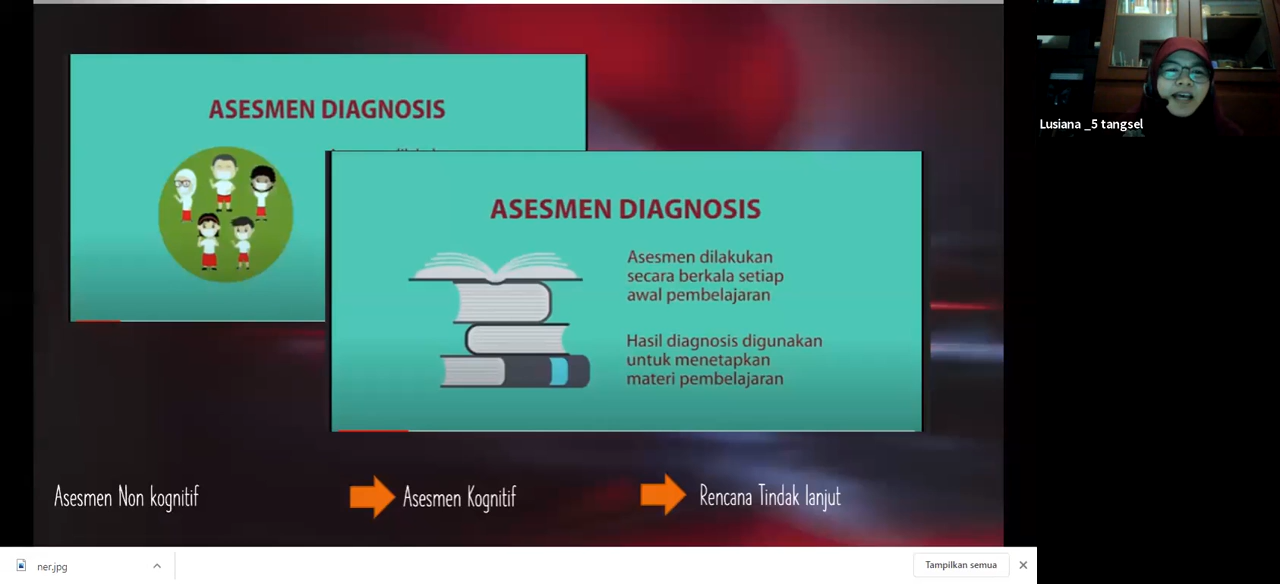 ASESMEN DIAGNOSIS
ASESMEN DIAGNOSIS
Asesmen dilakukan
secara berkala setiap
awal pembelajaran
Hasil diagnosis digunakan
untuk menetapkan
materi pembelajaran
Asesmen Non kognitif
Asesmen Kognitif
Rencana Tindak lanjut
Lusiana _5 tangsel
ner.jpg
Tampilkan semua